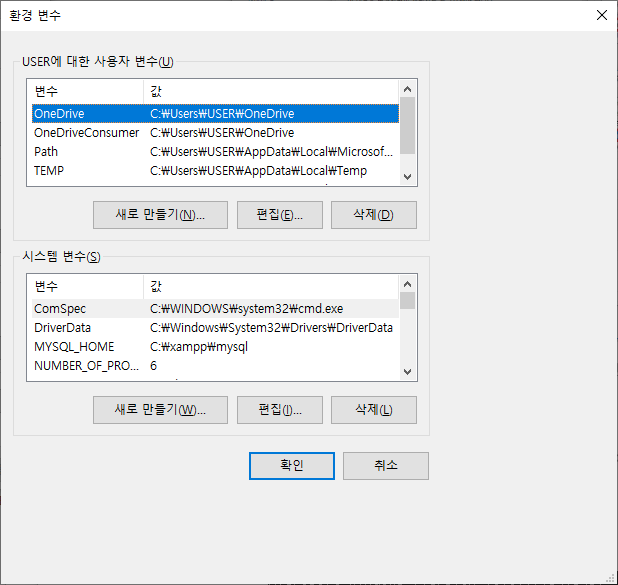 환경 변수
USER에 대한 사용자 변수(U)
변수 값
OneDrive C:₩Users₩USER₩OneDrive
OneDriveConsumer C:₩Users₩USER₩OneDrive
Path C:₩Users₩USER₩AppData₩Local₩Microsof...
TEMP C:₩Users₩USER₩AppData₩Local₩Temp
새로 만들기(N)... 편집(E)... 삭제(D)
시스템 변수(S)
변수 값
ComSpec C:₩WINDOWS₩system32₩cmd.exe
DriverData C:₩Windows₩System32₩Drivers₩DriverData
MYSQL_HOME C:₩xampp₩mysql
NUMBER_OF_PRO... 6
새로 만들기(W)... 편집(I)... 삭제(L)
확인 취소